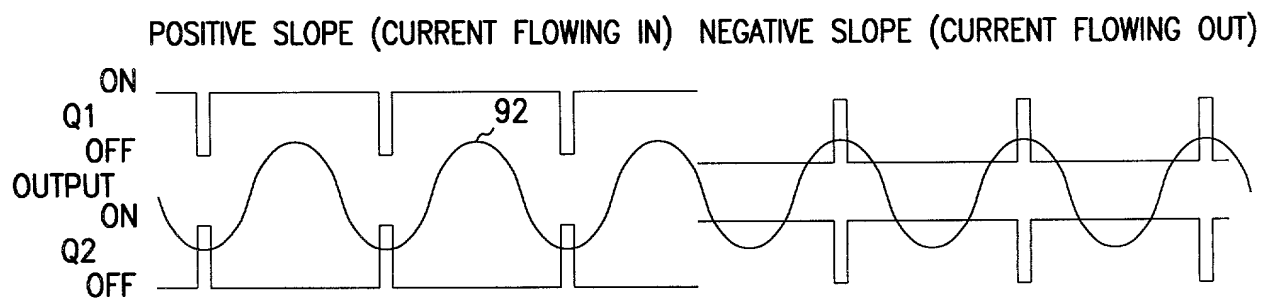 POSITIVE SLOPE (CURRENT FLOWING IN) NEGATIVE SLOPE (CURRENT FLOWING OUT)
ON
Q1
OFF
92
OUTPUT
ON
Q2
OFF